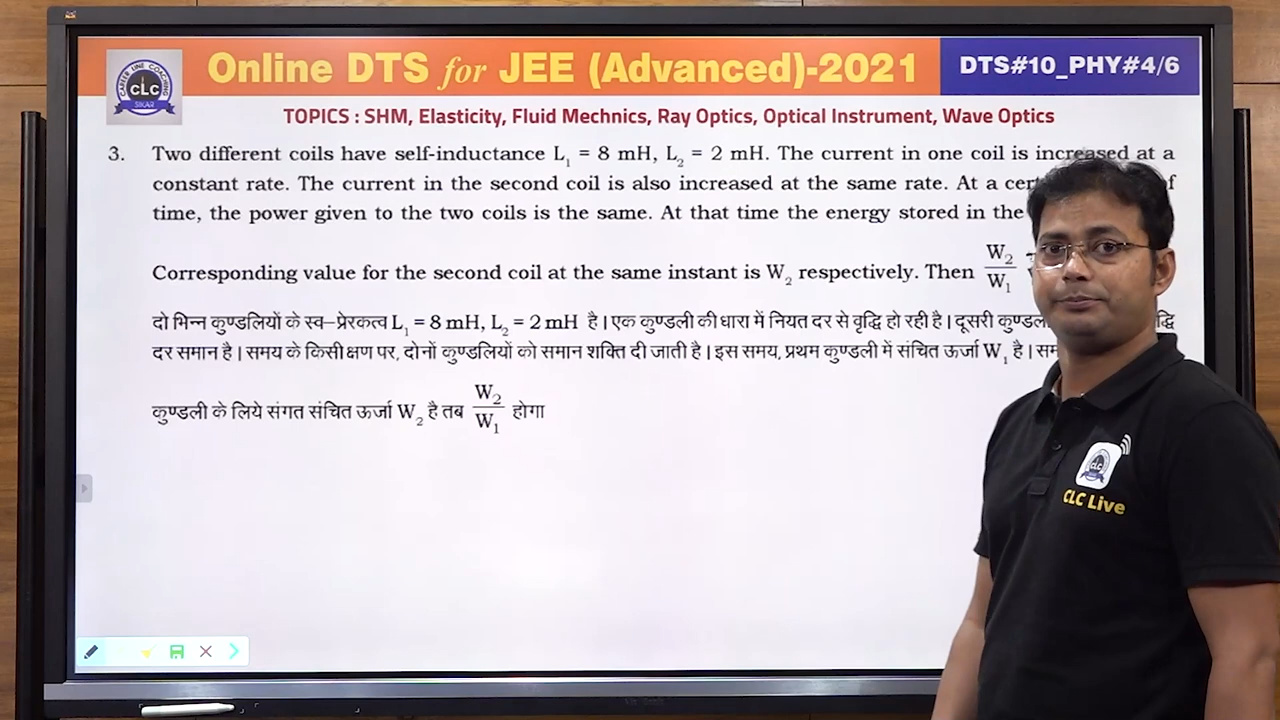 Online DTS for JEE (Advanced)-2021
DTS#10_PHY#4/6
CAREER LINE COACHING
CLC
SIKAR
TOPICS : SHM, Elasticity, Fluid Mechnics, Ray Optics, Optical Instrument, Wave Optics
3. Two different coils have self-inductance L₁ = 8 mH, L₂ = 2 mH. The current in one coil is increased at a
constant rate. The current in the second coil is also increased at the same rate. At a
time, the power given to the two coils is the same. At that time the energy stored in the
Corresponding value for the second coil at the same instant is W₂ respectively. Then W₂/W₁
दो भिन्न कुण्डलियों के स्व–प्रेरकत्व L₁ = 8 mH, L₂ = 2 mH है। एक कुण्डली की धारा में नियत दर से वृद्धि हो रही है। दूसरी
दर समान है। समय के किसी क्षण पर, दोनों कुण्डलियों को समान शक्ति दी जाती है। इस समय, प्रथम कुण्डली में संचित ऊर्जा W₁ है।
कुण्डली के लिये संगत संचित ऊर्जा W₂ है तब W₂/W₁ होगा
CLC
CLC Live